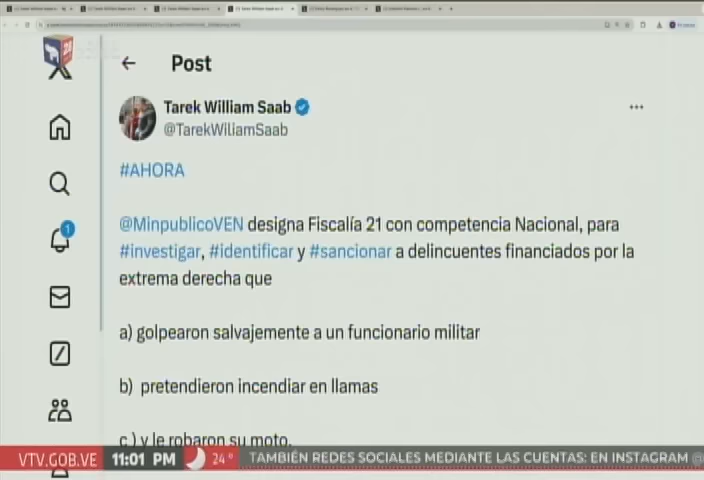 Post
Tarek William Saab
@TarekWiliamSaab
#AHORA
@MinpublicoVEN designa Fiscalía 21 con competencia Nacional, para
#investigar, #identificar y #sancionar a delincuentes financiados por la
extrema derecha que
a) golpearon salvajemente a un funcionario militar
b) pretendieron incendiar en llamas
c ) y le robaron su moto.
VTV.GOB.VE 11:01 PM 24° TAMBIÉN REDES SOCIALES MEDIANTE LAS CUENTAS: EN INSTAGRAM @